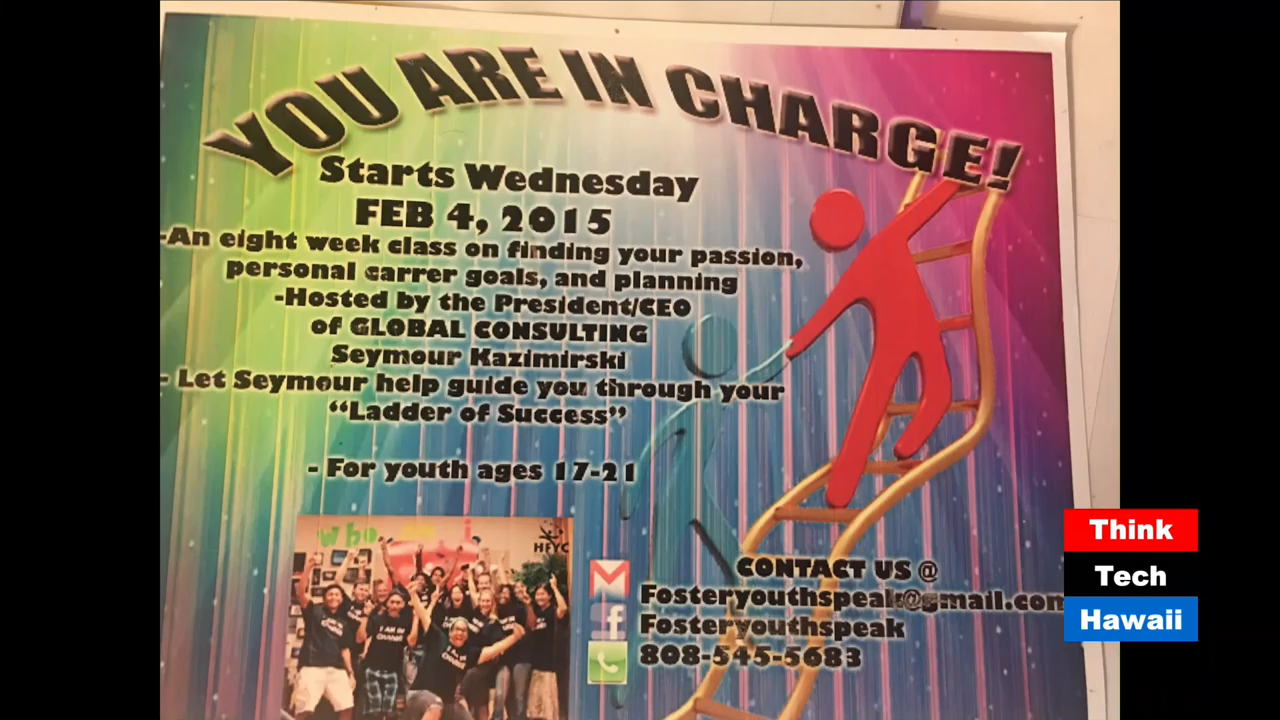 YOU ARE IN CHARGE!
Starts Wednesday
FEB 4, 2015
-An eight week class on finding your passion,
personal carrer goals, and planning
-Hosted by the President/CEO
of GLOBAL CONSULTING
Seymour Kazimirski
- Let Seymour help guide you through your
“Ladder of Success”
- For youth ages 17-21
who
HFYC
I AM IN
CHARGE
CONTACT US @
Fosteryouthspeak@gmail.com
Fosteryouthspeak
808-545-5683
Think
Tech
Hawaii